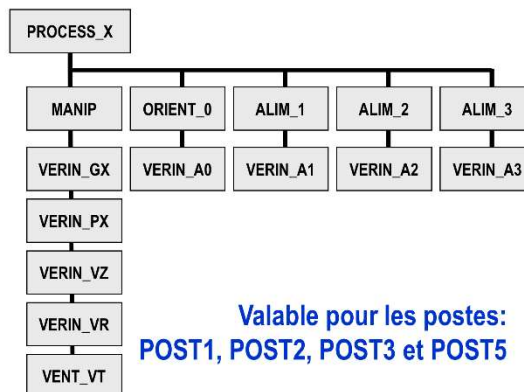 PROCESS_X
MANIP
ORIENT_0
ALIM_1
ALIM_2
ALIM_3
VERIN_GX
VERIN_A0
VERIN_A1
VERIN_A2
VERIN_A3
VERIN_PX
VERIN_VZ
VERIN_VR
VENT_VT
Valable pour les postes:
POST1, POST2, POST3 et POST5